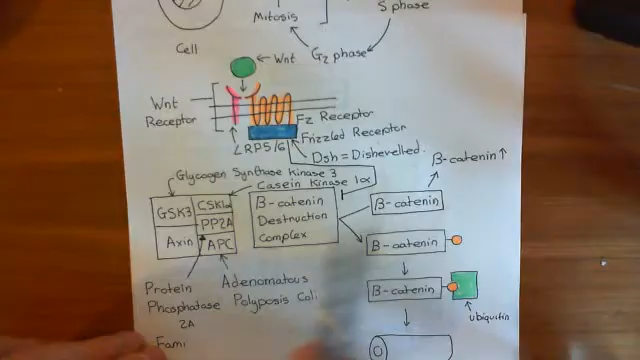 S phase
Mitosis
Cell
G2 phase
Wnt
Wnt
Receptor
Fz Receptor
Frizzled Receptor
LRP5/6
Dsh = Dishevelled.
β-catenin ↑
Glycogen Synthase Kinase 3
Casein Kinase 1α
GSK3
CSK1α
PP2A
Axin
APC
β-catenin
Destruction
Complex
β-catenin
β-catenin
β-catenin
ubiquitin
Protein
Phosphatase
2A
Adenomatous
Polyposis Coli
Fami